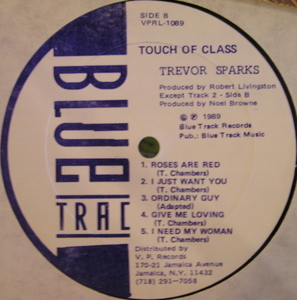 SIDE B
VPRL-1089
TOUCH OF CLASS
TREVOR SPARKS
Produced by Robert Livingston
Except Track 2 - Side B
Produced by Noel Browne
© ℗ 1989
Blue Track Records
Pub.: Blue Track Music
1. ROSES ARE RED
(T. Chambers)
2. I JUST WANT YOU
(T. Chambers)
3. ORDINARY GUY
(Adapted)
4. GIVE ME LOVING
(T. Chambers)
5. I NEED MY WOMAN
(T. Chambers)
Distributed by
V. P. Records
170-21 Jamaica Avenue
Jamaica, N.Y. 11432
(718) 291-7058
BLUE
TRAC